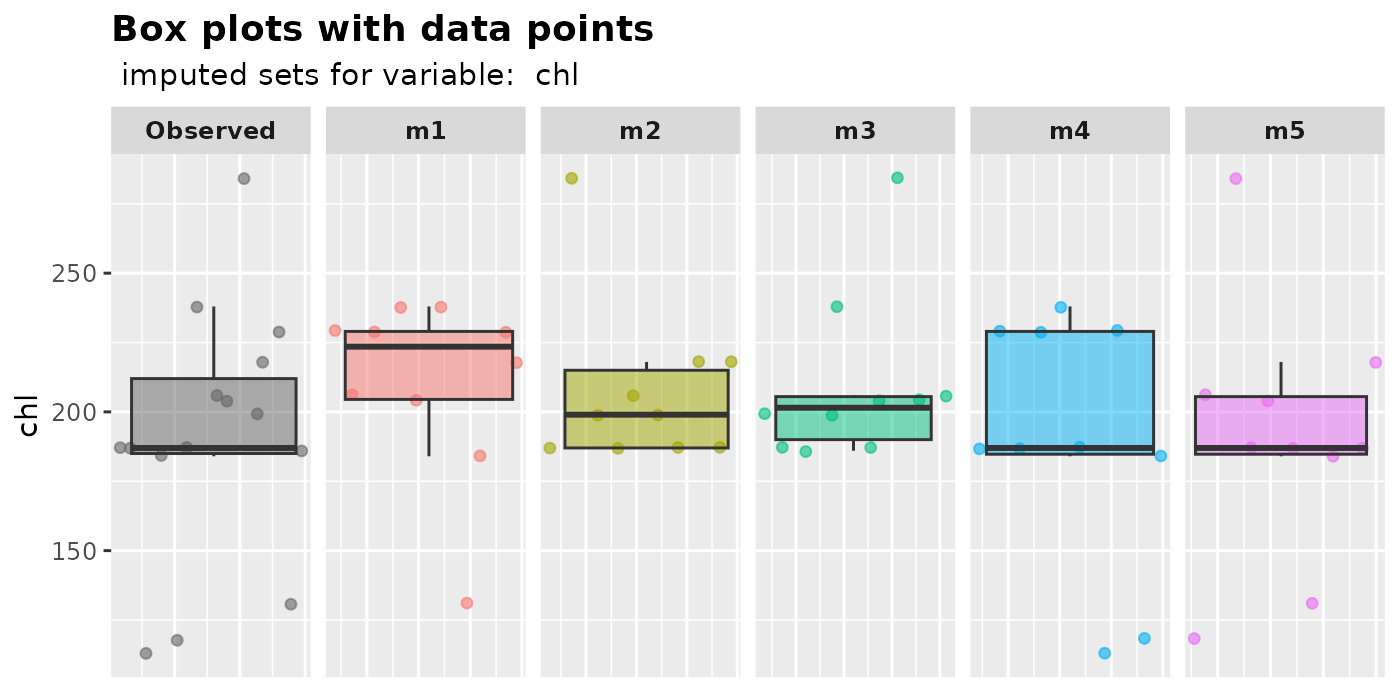 Box plots with data points
imputed sets for variable:  chl
Observed m1 m2 m3 m4 m5
chl
250
200
150